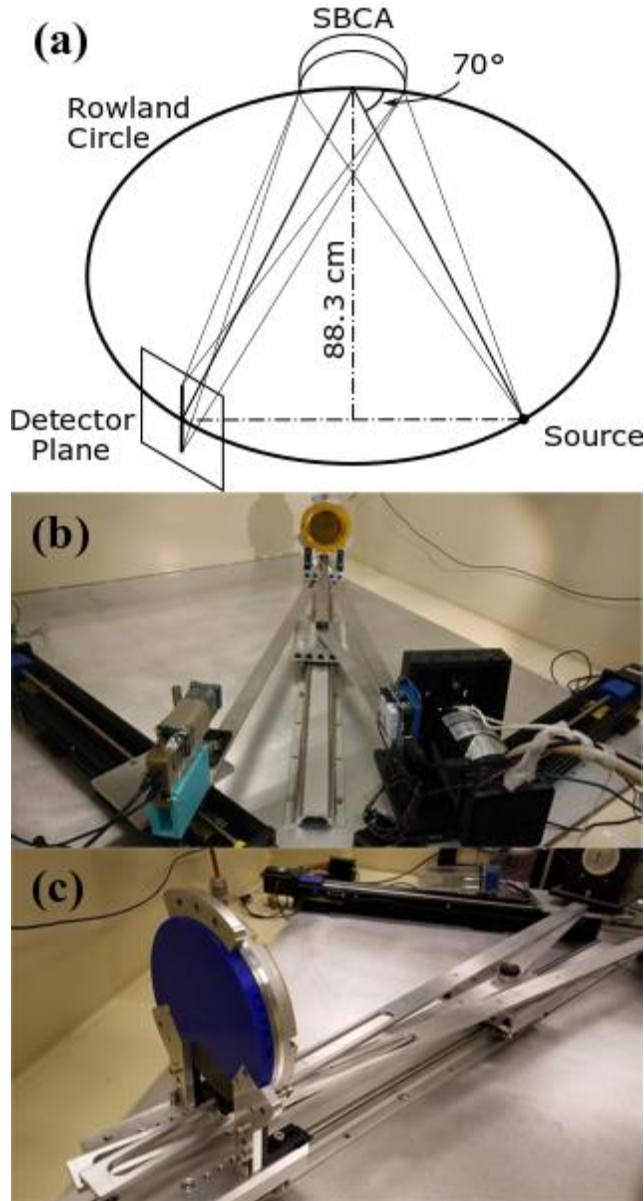 (a)
SBCA
70°
Rowland
Circle
88.3 cm
Detector
Plane
Source
(b)
(c)